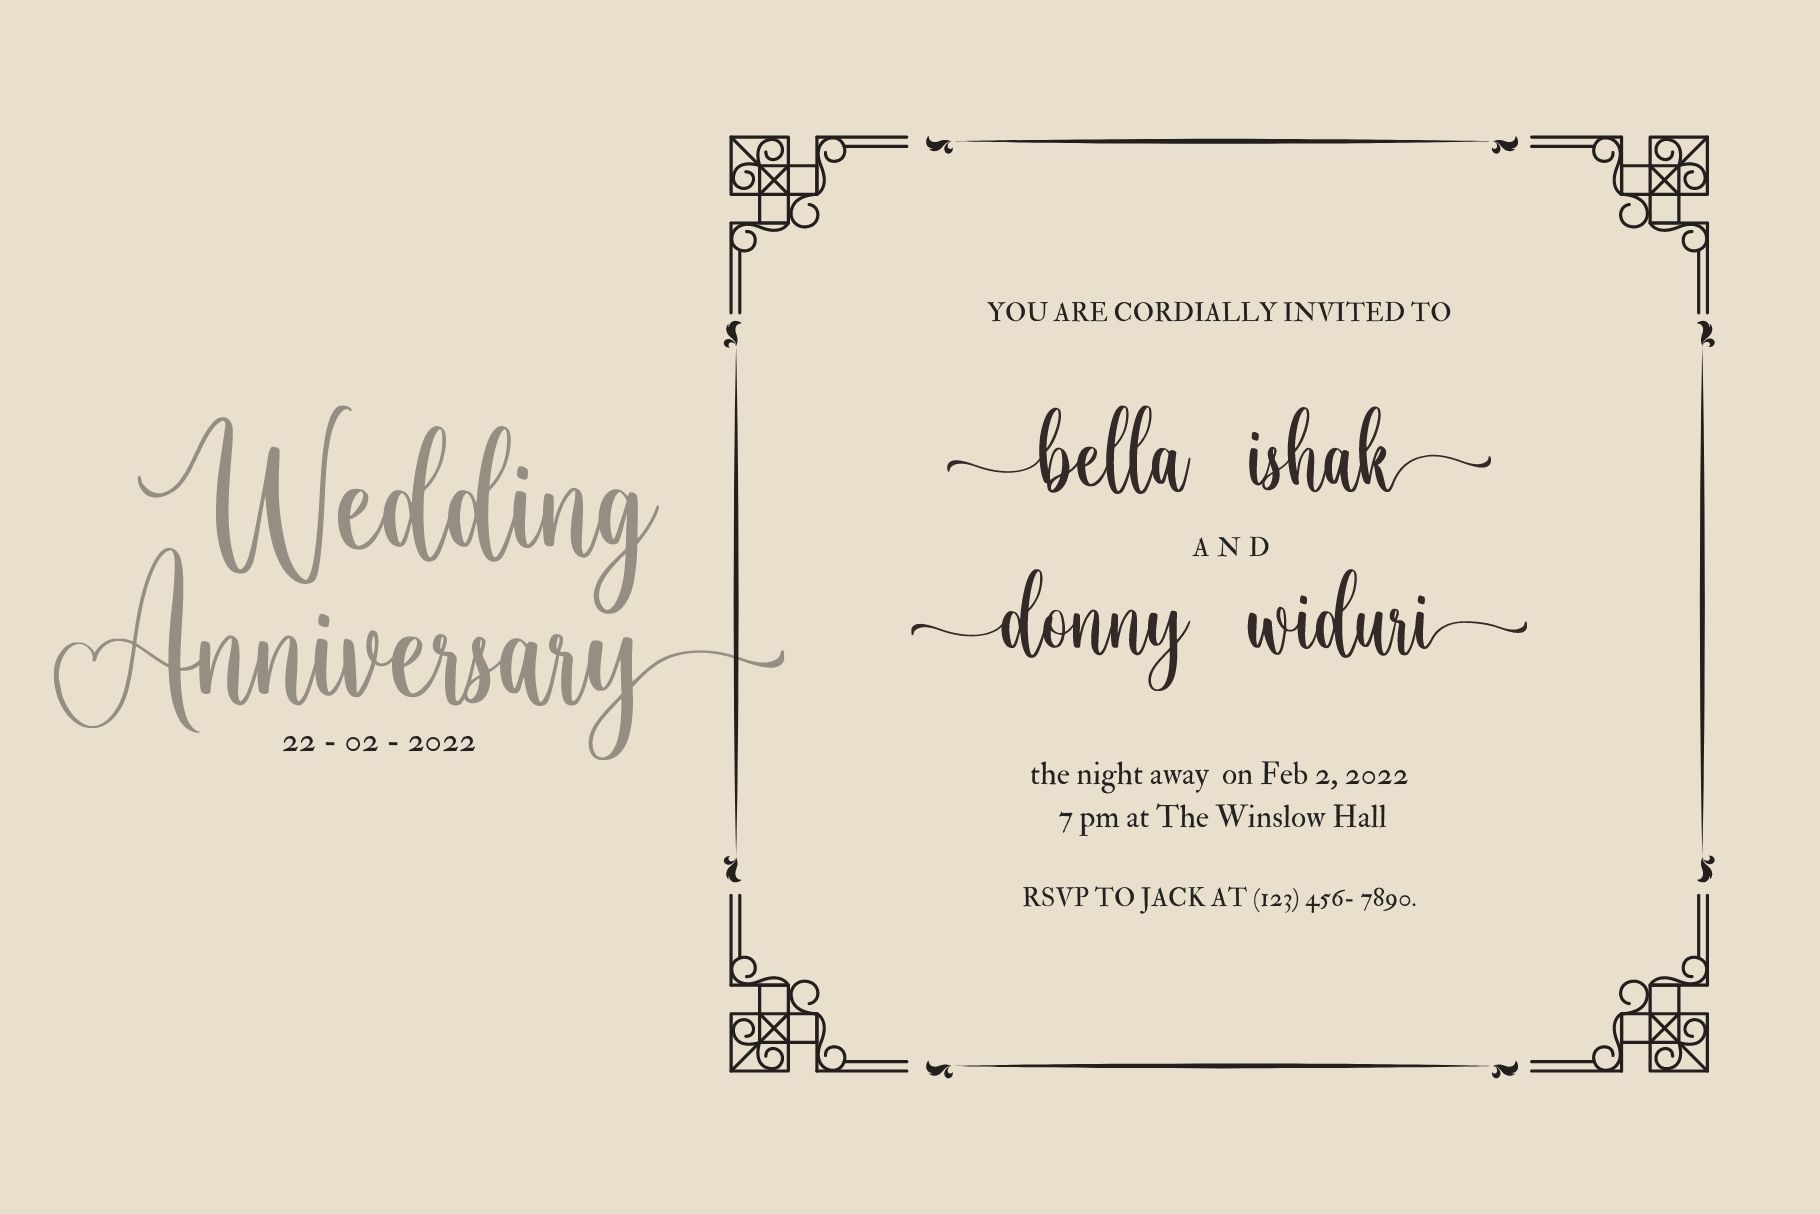 Wedding
Anniversary
22 - 02 - 2022
YOU ARE CORDIALLY INVITED TO
bella ishak
AND
donny widuri
the night away on Feb 2, 2022
7 pm at The Winslow Hall
RSVP TO JACK AT (123) 456- 7890.